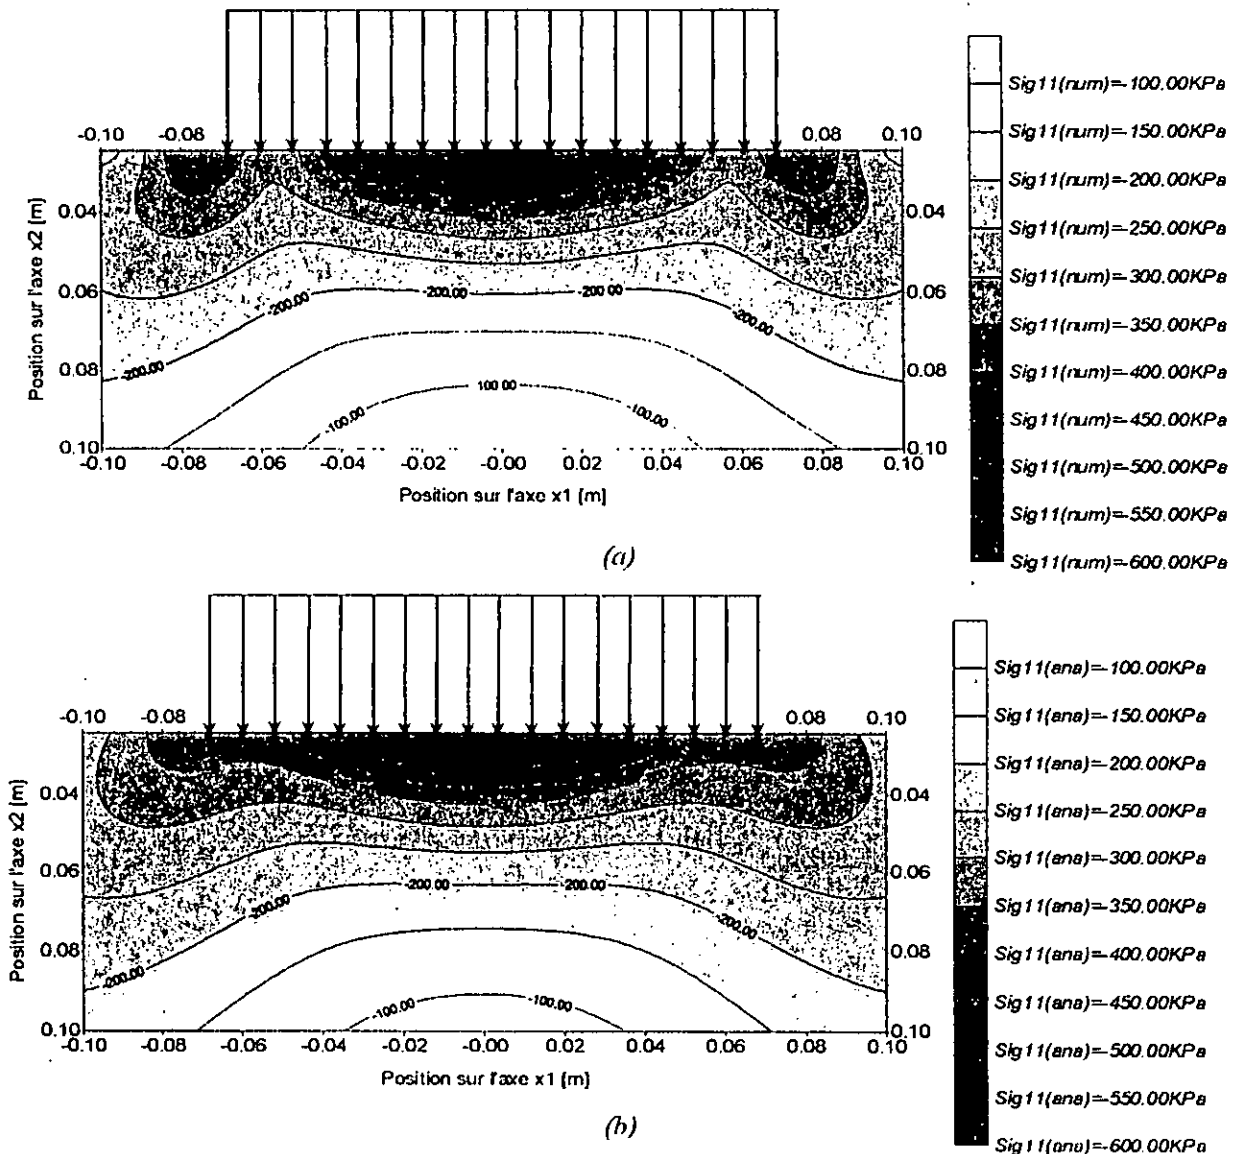 -0.10 -0.08 0.08 0.10
Position sur l'axe x2 [m]
0.04 0.04
0.06 0.06
0.08 0.08
0.10 0.10
-200.00 -200.00 -200.00 -200.00 -200.00
-200.00
100.00
-100.00 -100.00
-0.10 -0.08 -0.06 -0.04 -0.02 -0.00 0.02 0.04 0.06 0.08 0.10
Position sur l'axe x1 [m]
(a)
Sig11(num)=-100.00KPa
Sig11(num)=-150.00KPa
Sig11(num)=-200.00KPa
Sig11(num)=-250.00KPa
Sig11(num)=-300.00KPa
Sig11(num)=-350.00KPa
Sig11(num)=-400.00KPa
Sig11(num)=-450.00KPa
Sig11(num)=-500.00KPa
Sig11(num)=-550.00KPa
Sig11(num)=-600.00KPa
-0.10 -0.08 0.08 0.10
Position sur l'axe x2 [m]
0.04 0.04
0.06 0.06
0.08 0.08
0.10 0.10
-200.00 -200.00
-200.00 -200.00
-200.00
-100.00 -100.00
-0.10 -0.08 -0.06 -0.04 -0.02 -0.00 0.02 0.04 0.06 0.08 0.10
Position sur l'axe x1 [m]
(b)
Sig11(ana)=-100.00KPa
Sig11(ana)=-150.00KPa
Sig11(ana)=-200.00KPa
Sig11(ana)=-250.00KPa
Sig11(ana)=-300.00KPa
Sig11(ana)=-350.00KPa
Sig11(ana)=-400.00KPa
Sig11(ana)=-450.00KPa
Sig11(ana)=-500.00KPa
Sig11(ana)=-550.00KPa
Sig11(ana)=-600.00KPa